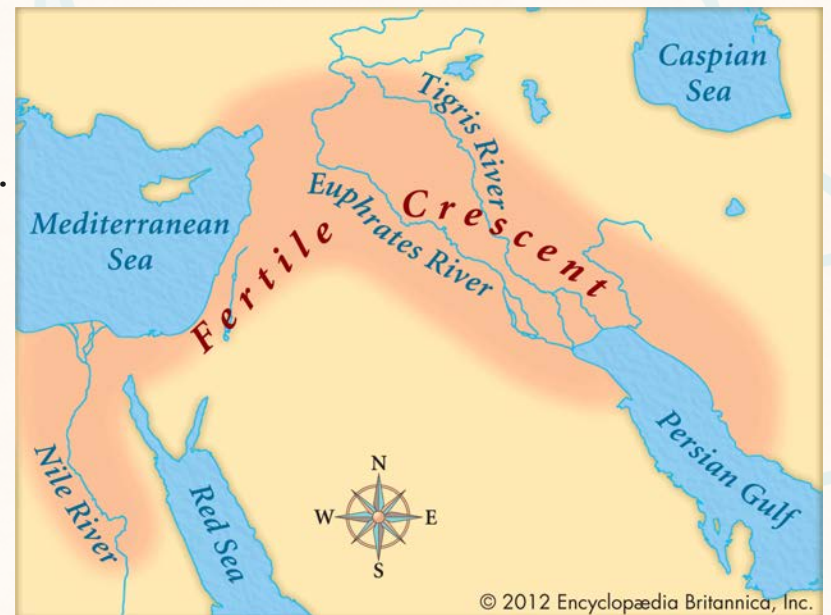 Caspian
Sea
Tigris River
Mediterranean
Sea
Euphrates River
Fertile Crescent
Persian Gulf
Nile River
Red Sea
N
W E
S
© 2012 Encyclopædia Britannica, Inc.